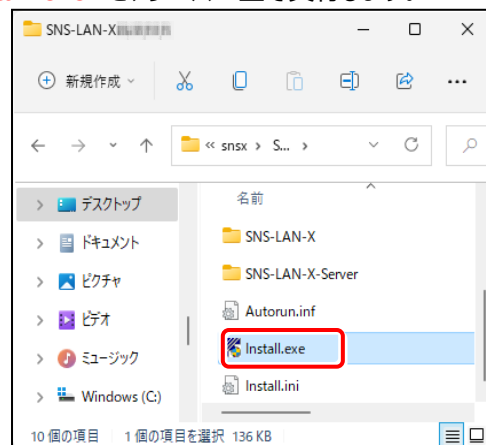 SNS-LAN-X
新規作成
« snsx › S... ›
名前
デスクトップ
ドキュメント
ピクチャ
ビデオ
ミュージック
Windows (C:)
SNS-LAN-X
SNS-LAN-X-Server
Autorun.inf
Install.exe
Install.ini
10 個の項目 1 個の項目を選択 136 KB